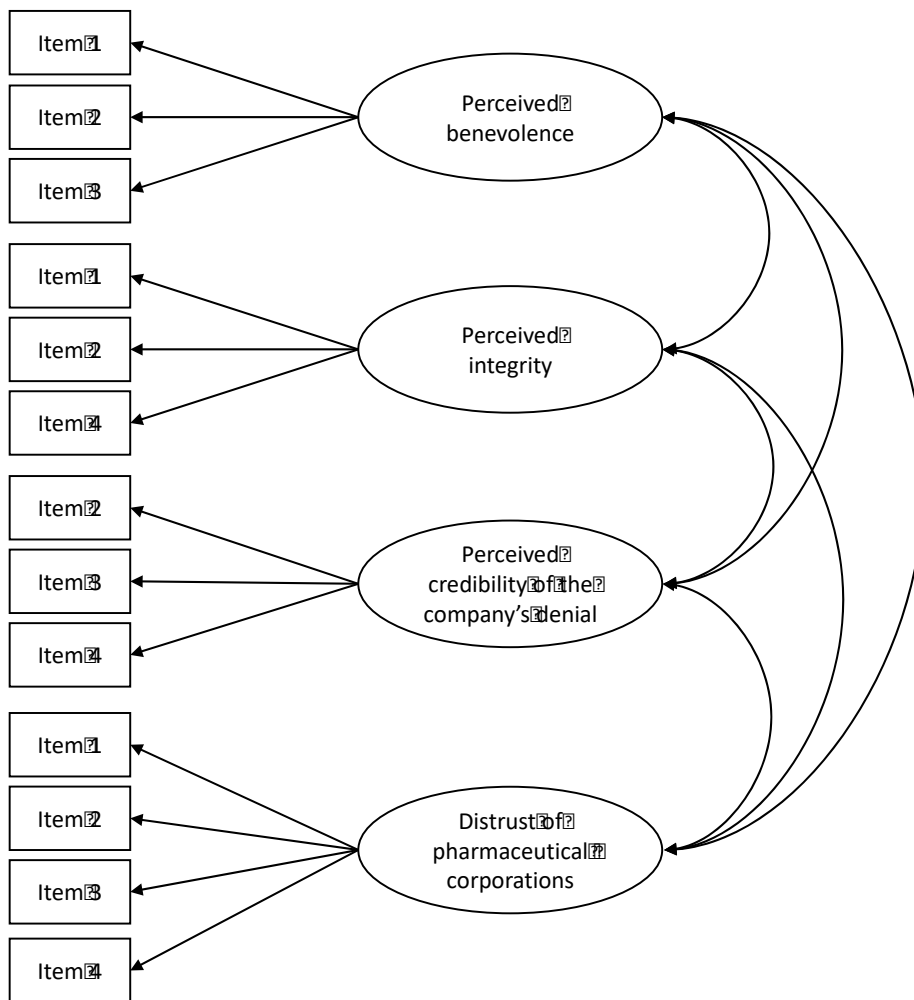 Item 1
Item 2
Item 3
Perceived
benevolence
Item 1
Item 2
Item 4
Perceived
integrity
Item 2
Item 3
Item 4
Perceived
credibility of the
company’s denial
Item 1
Item 2
Item 3
Item 4
Distrust of
pharmaceutical
corporations